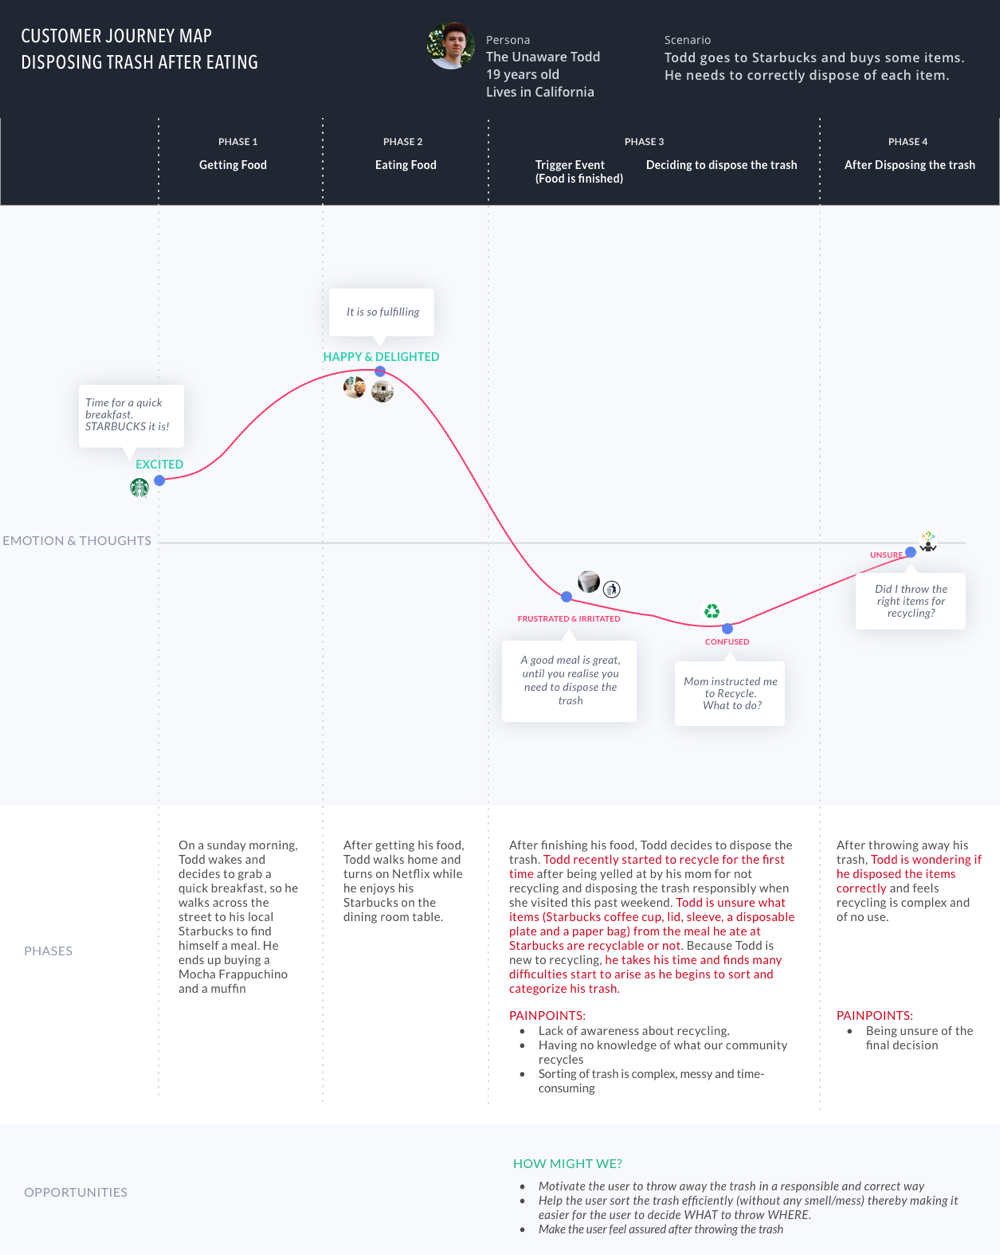 CUSTOMER JOURNEY MAP
DISPOSING TRASH AFTER EATING
Persona
The Unaware Todd
19 years old
Lives in California
Scenario
Todd goes to Starbucks and buys some items.
He needs to correctly dispose of each item.
PHASE 1
Getting Food
PHASE 2
Eating Food
PHASE 3
Trigger Event
(Food is finished)
Deciding to dispose the trash
PHASE 4
After Disposing the trash
It is so fulfilling
HAPPY & DELIGHTED
Time for a quick
breakfast.
STARBUCKS it is!
EXCITED
EMOTION & THOUGHTS
UNSURE
Did I throw the
right items for
recycling?
FRUSTRATED & IRRITATED
A good meal is great,
until you realise you
need to dispose the
trash
CONFUSED
Mom instructed me
to Recycle.
What to do?
PHASES
On a sunday morning,
Todd wakes and
decides to grab a
quick breakfast, so he
walks across the
street to his local
Starbucks to find
himself a meal. He
ends up buying a
Mocha Frappuchino
and a muffin
After getting his food,
Todd walks home and
turns on Netflix while
he enjoys his
Starbucks on the
dining room table.
After finishing his food, Todd decides to dispose the
trash. Todd recently started to recycle for the first
time after being yelled at by his mom for not
recycling and disposing the trash responsibly when
she visited this past weekend. Todd is unsure what
items (Starbucks coffee cup, lid, sleeve, a disposable
plate and a paper bag) from the meal he ate at
Starbucks are recyclable or not. Because Todd is
new to recycling, he takes his time and finds many
difficulties start to arise as he begins to sort and
categorize his trash.
PAINPOINTS:
• Lack of awareness about recycling.
• Having no knowledge of what our community
recycles
• Sorting of trash is complex, messy and time-
consuming
After throwing away his
trash, Todd is wondering if
he disposed the items
correctly and feels
recycling is complex and
of no use.
PAINPOINTS:
• Being unsure of the
final decision
OPPORTUNITIES
HOW MIGHT WE?
• Motivate the user to throw away the trash in a responsible and correct way
• Help the user sort the trash efficiently (without any smell/mess) thereby making it
easier for the user to decide WHAT to throw WHERE.
• Make the user feel assured after throwing the trash